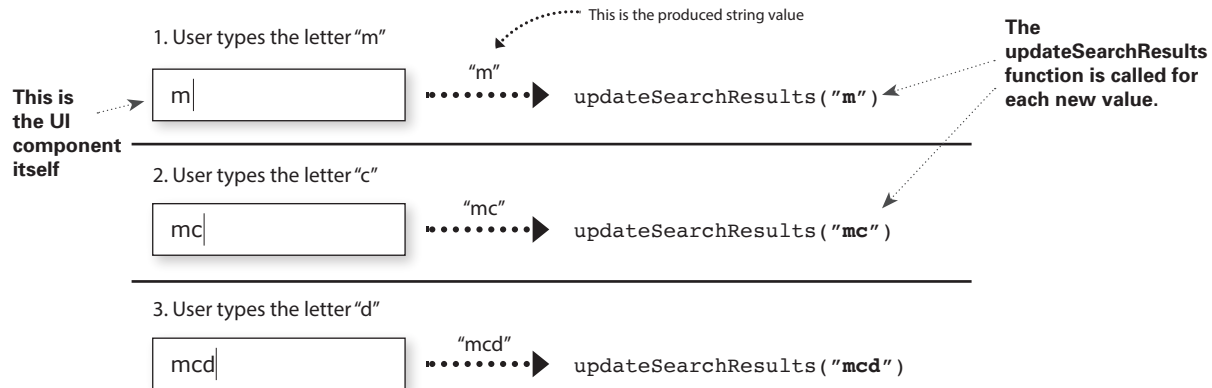 This is the produced string value
1. User types the letter “m”
The
updateSearchResults
function is called for
each new value.
This is
the UI
component
itself
m
“m”
updateSearchResults("m")
2. User types the letter “c”
mc
“mc”
updateSearchResults("mc")
3. User types the letter “d”
mcd
“mcd”
updateSearchResults("mcd")